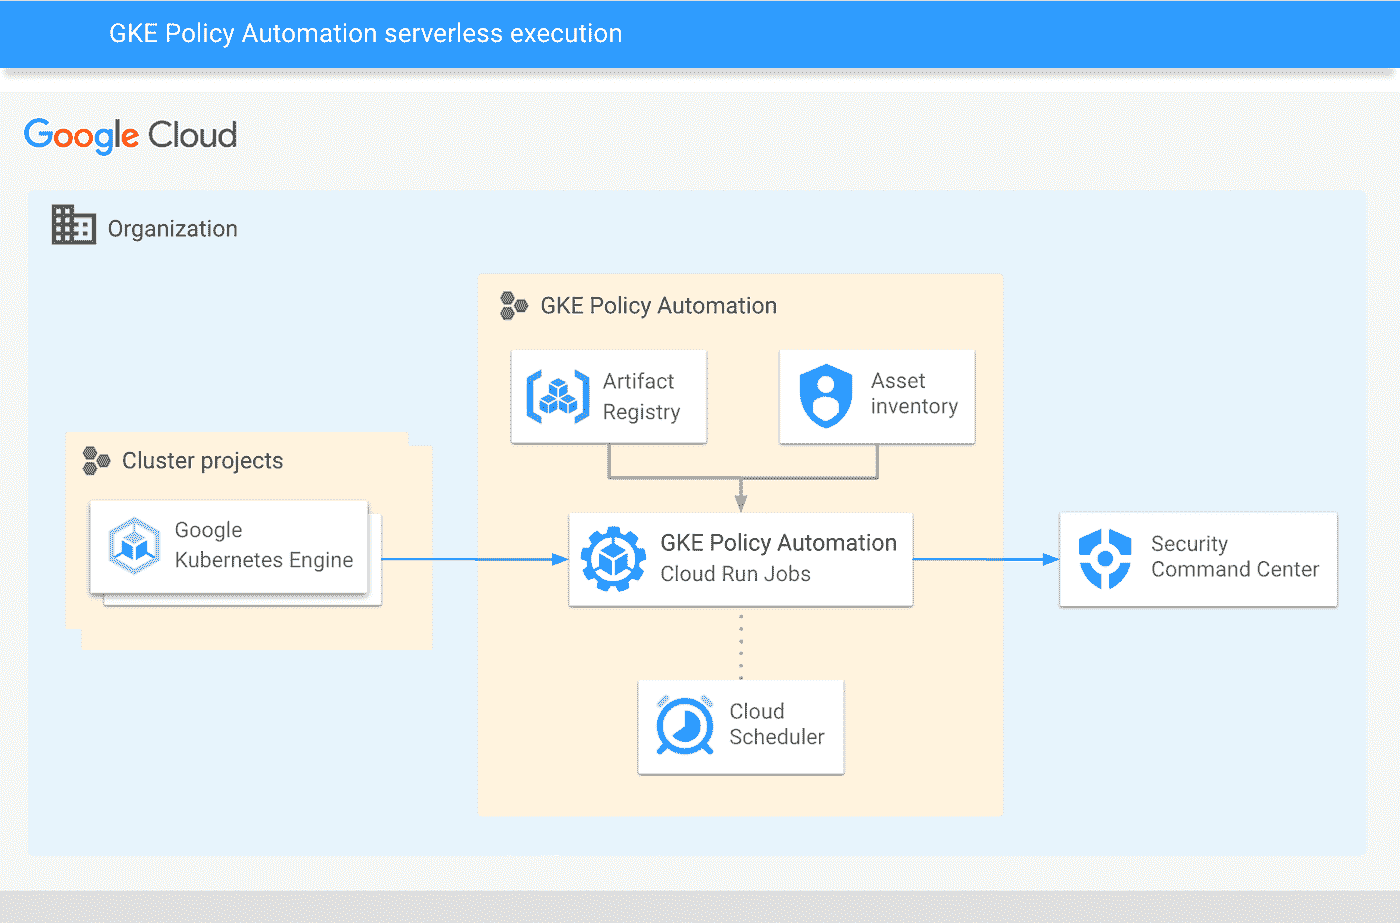 GKE Policy Automation serverless execution
Google Cloud
Organization
GKE Policy Automation
Artifact
Registry
Asset
inventory
Cluster projects
Google
Kubernetes Engine
GKE Policy Automation
Cloud Run Jobs
Security
Command Center
Cloud
Scheduler